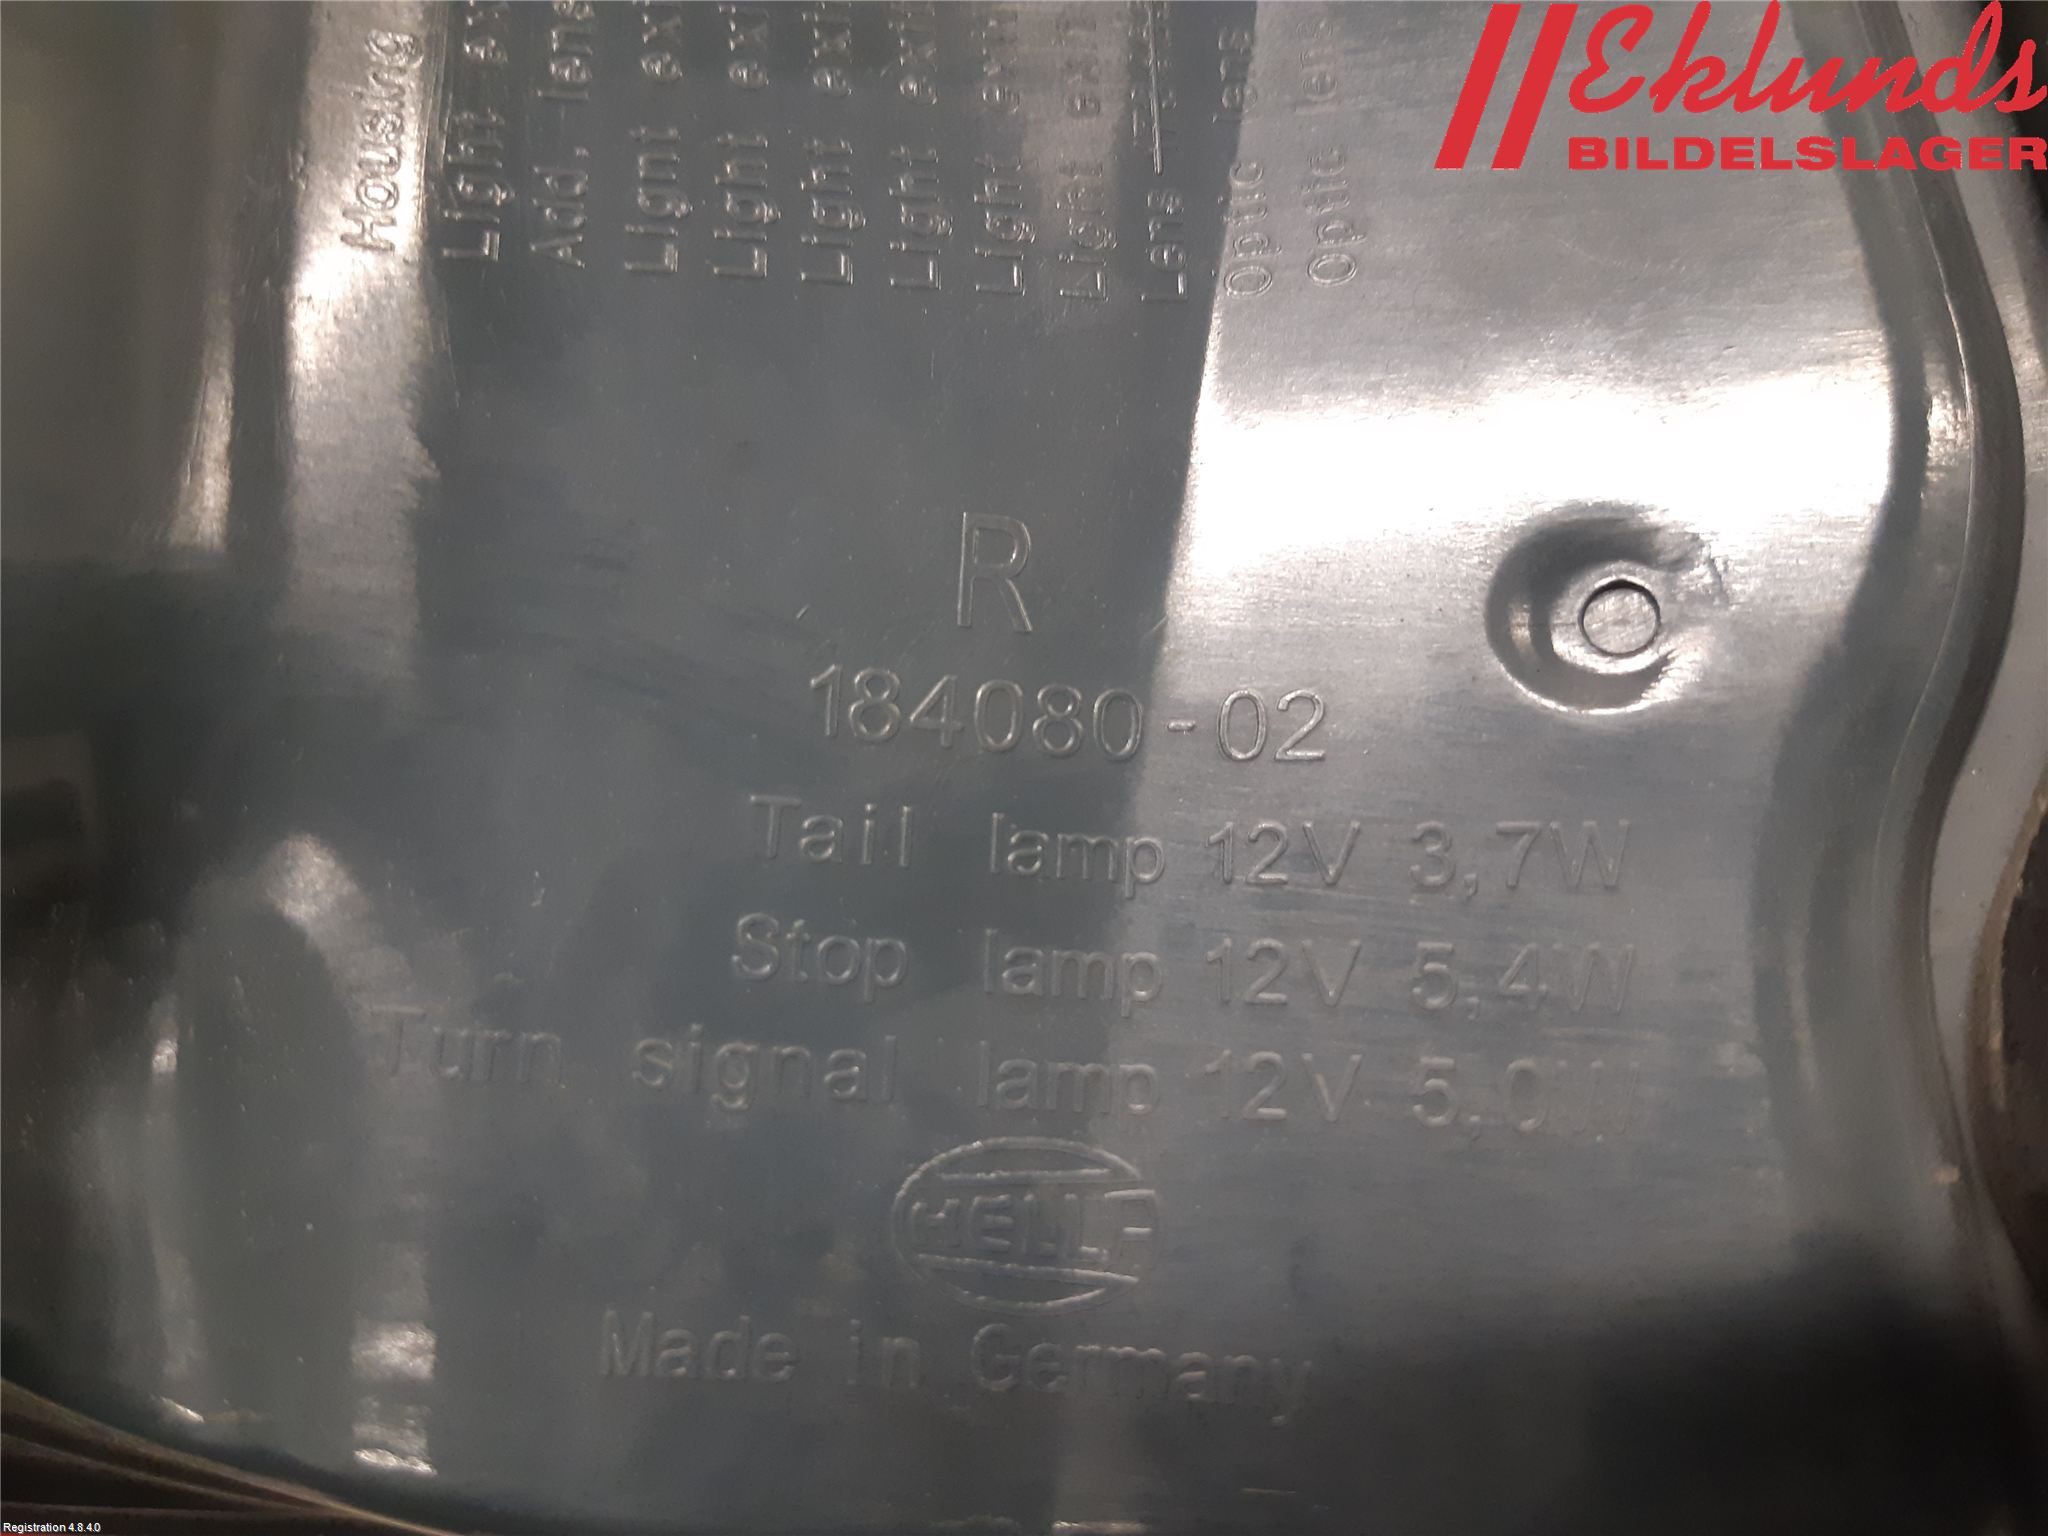 Eklunds
BILDELSLAGER
Housing
Light
Add. lens
Light
Light
Light
Light
Light
Light
Lens
Optic lens
Optic lens
R
184080-02
Tail lamp 12V 3,7W
Stop lamp 12V 5,4W
Turn signal lamp 12V 5,0W
HELLA
Made in Germany
Registration 4.8.4.0